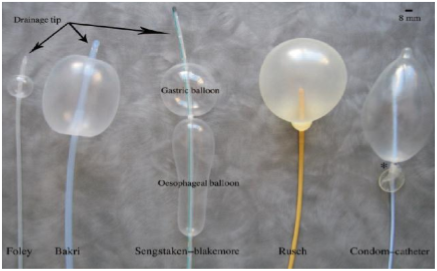 Drainage tip
8 mm
Gastric balloon
Oesophageal balloon
Foley
Bakri
Sengstaken–blakemore
Rusch
Condom–catheter